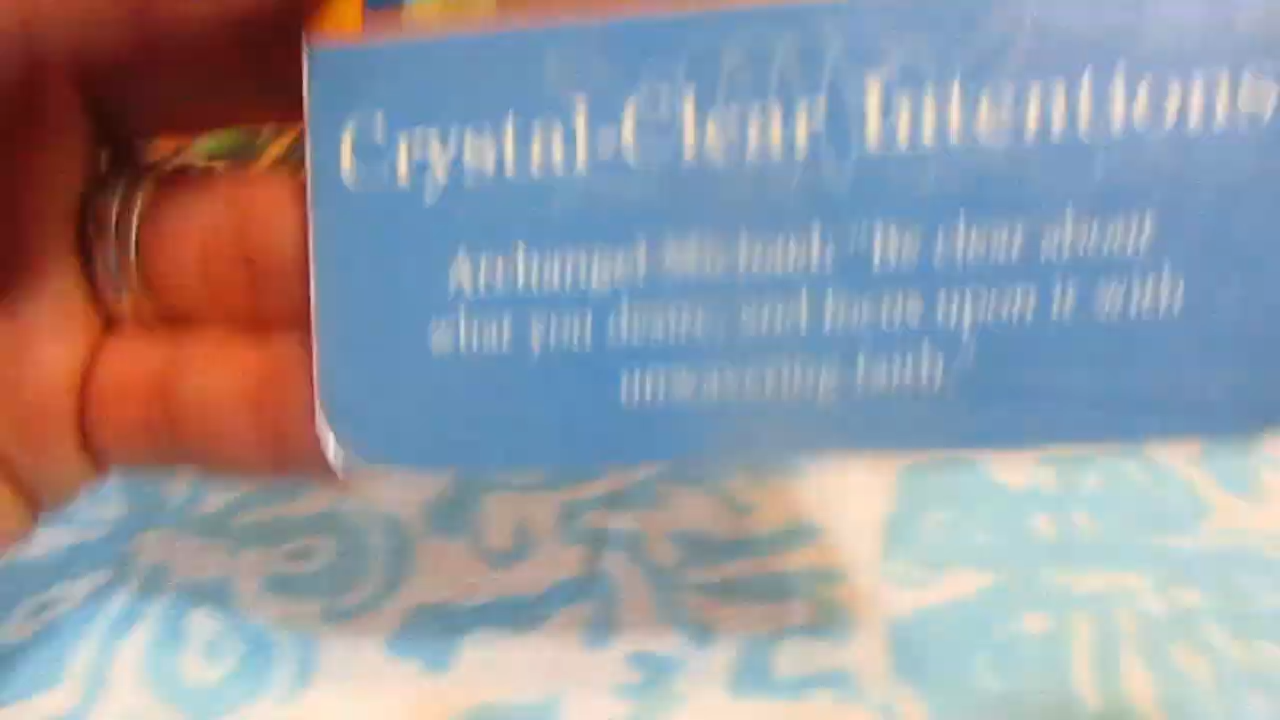 Crystal-Clear Intentions
Archangel Michael: "Be clear about
what you desire, and focus upon it with
unwavering faith."